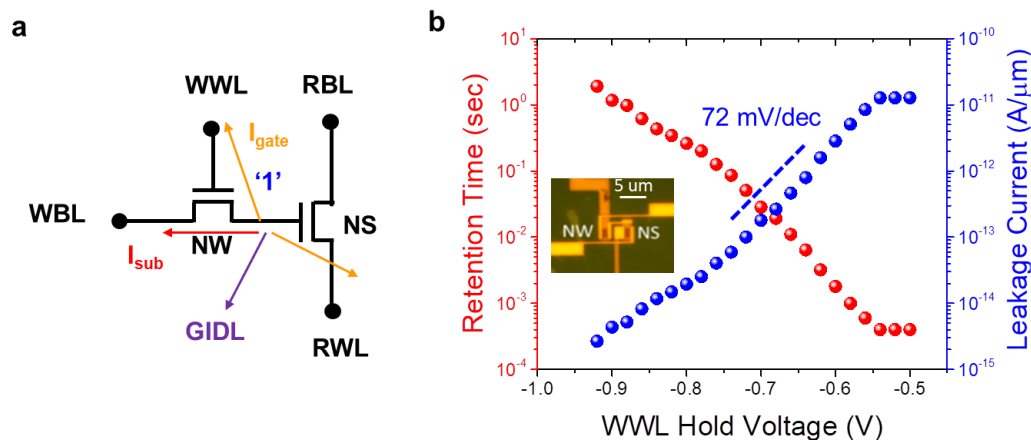 a
WWL
RBL
I_gate
'1'
WBL
NW
NS
I_sub
GIDL
RWL
b
Retention Time (sec)
10^1
10^0
10^-1
10^-2
10^-3
10^-4
72 mV/dec
5 um
NW NS
10^-10
10^-11
10^-12
10^-13
10^-14
10^-15
Leakage Current (A/μm)
-1.0 -0.9 -0.8 -0.7 -0.6 -0.5
WWL Hold Voltage (V)